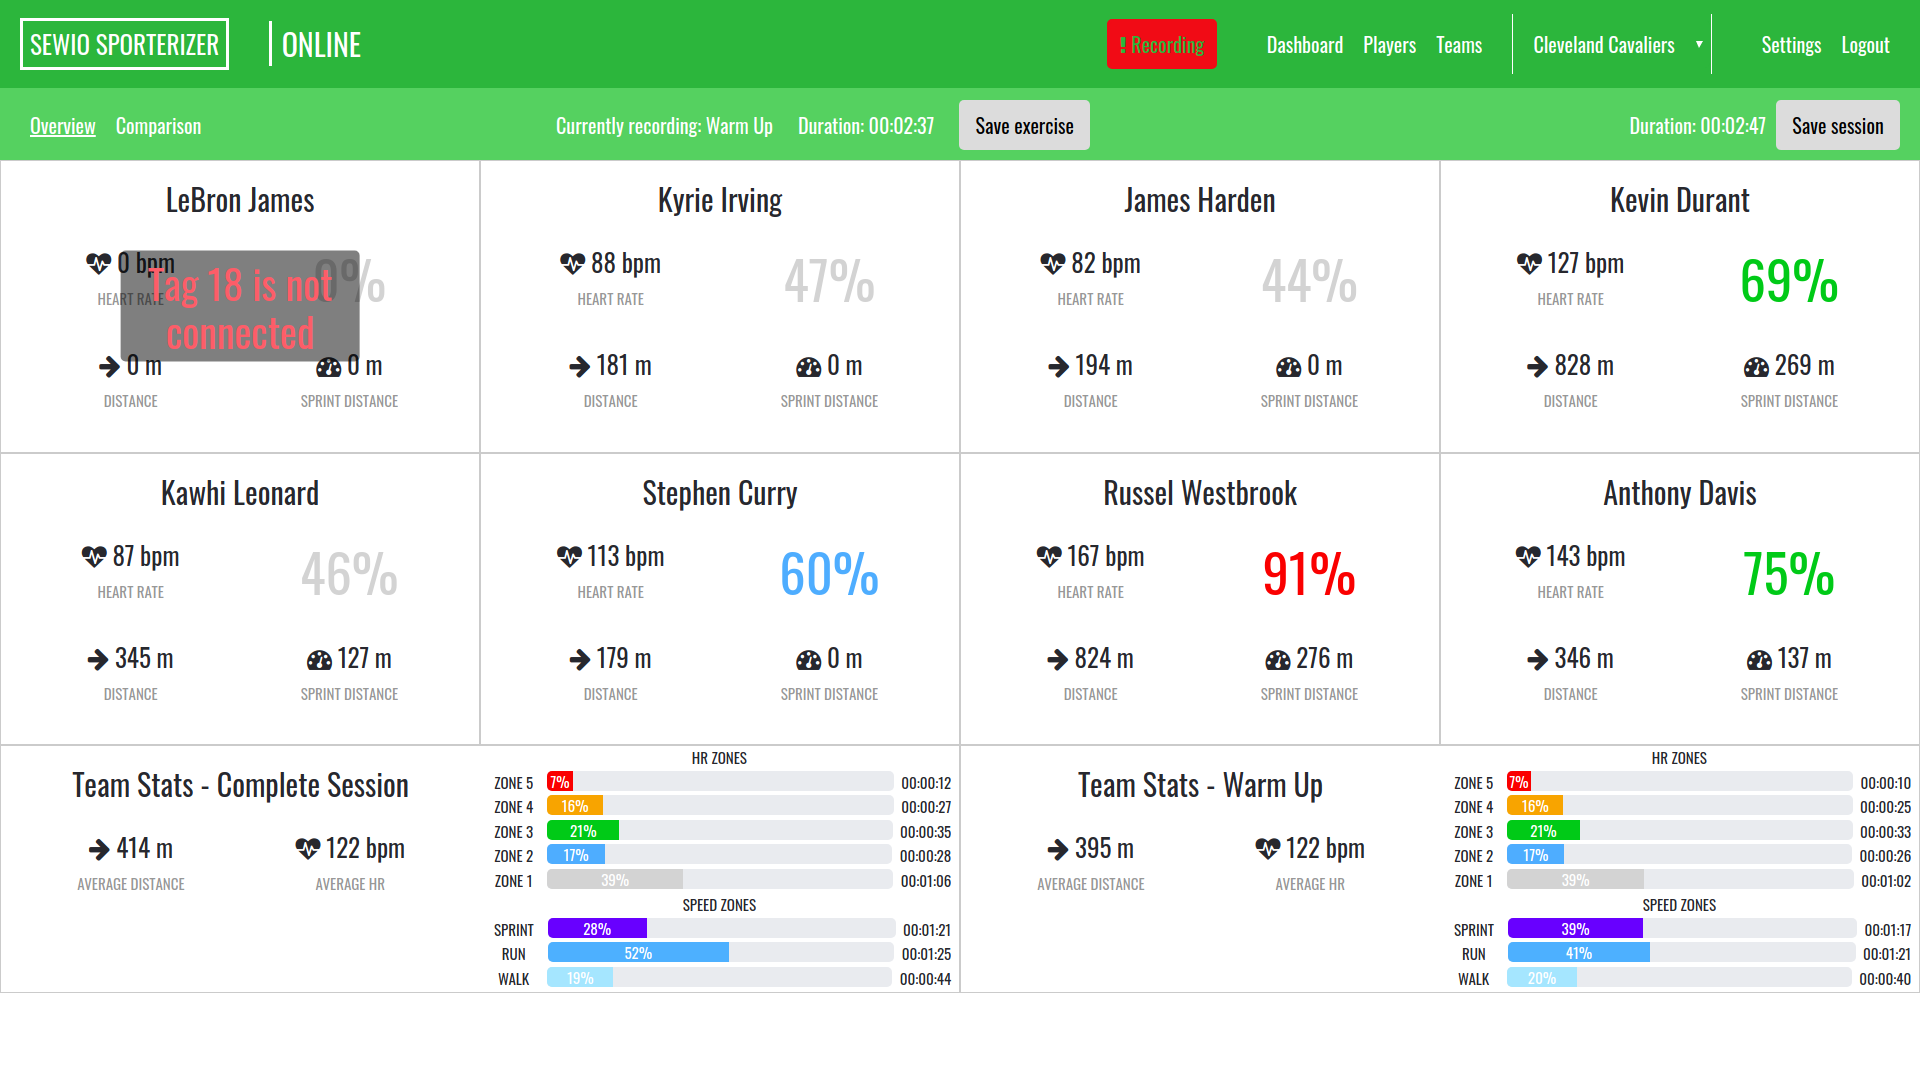 SEWIO SPORTERIZER
ONLINE
! Recording
Dashboard
Players
Teams
Cleveland Cavaliers
Settings
Logout
Overview
Comparison
Currently recording: Warm Up
Duration: 00:02:37
Save exercise
Duration: 00:02:47
Save session
LeBron James
0 bpm
HEART RATE
0%
Tag 18 is not
connected
0 m
DISTANCE
0 m
SPRINT DISTANCE
Kyrie Irving
88 bpm
HEART RATE
47%
181 m
DISTANCE
0 m
SPRINT DISTANCE
James Harden
82 bpm
HEART RATE
44%
194 m
DISTANCE
0 m
SPRINT DISTANCE
Kevin Durant
127 bpm
HEART RATE
69%
828 m
DISTANCE
269 m
SPRINT DISTANCE
Kawhi Leonard
87 bpm
HEART RATE
46%
345 m
DISTANCE
127 m
SPRINT DISTANCE
Stephen Curry
113 bpm
HEART RATE
60%
179 m
DISTANCE
0 m
SPRINT DISTANCE
Russel Westbrook
167 bpm
HEART RATE
91%
824 m
DISTANCE
276 m
SPRINT DISTANCE
Anthony Davis
143 bpm
HEART RATE
75%
346 m
DISTANCE
137 m
SPRINT DISTANCE
Team Stats - Complete Session
414 m
AVERAGE DISTANCE
122 bpm
AVERAGE HR
HR ZONES
ZONE 5 7% 00:00:12
ZONE 4 16% 00:00:27
ZONE 3 21% 00:00:35
ZONE 2 17% 00:00:28
ZONE 1 39% 00:01:06
SPEED ZONES
SPRINT 28% 00:01:21
RUN 52% 00:01:25
WALK 19% 00:00:44
Team Stats - Warm Up
395 m
AVERAGE DISTANCE
122 bpm
AVERAGE HR
HR ZONES
ZONE 5 7% 00:00:10
ZONE 4 16% 00:00:25
ZONE 3 21% 00:00:33
ZONE 2 17% 00:00:26
ZONE 1 39% 00:01:02
SPEED ZONES
SPRINT 39% 00:01:17
RUN 41% 00:01:21
WALK 20% 00:00:40